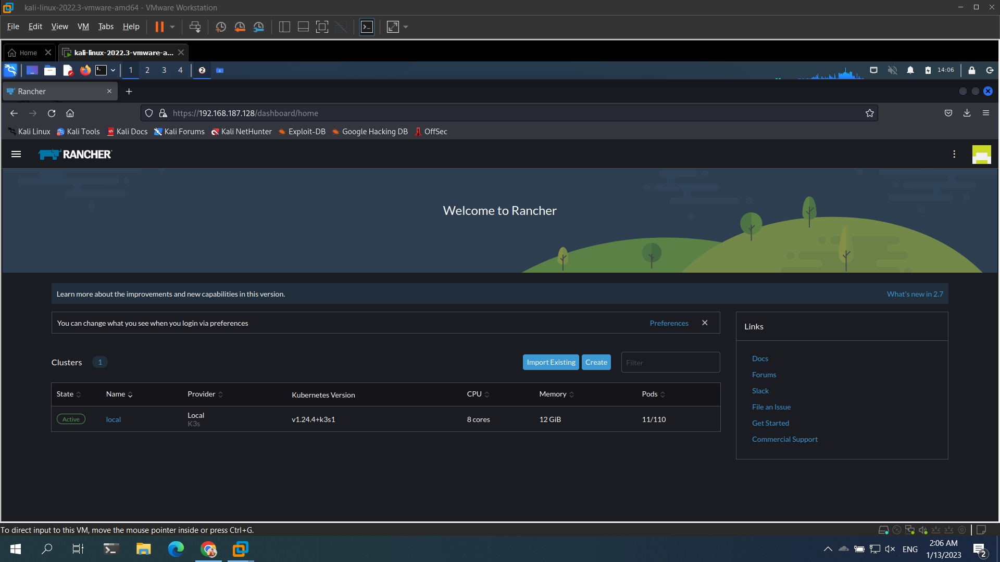 kali-linux-2022.3-vmware-amd64 - VMware Workstation
File Edit View VM Tabs Help
Home kali-linux-2022.3-vmware-a...
1 2 3 4 2 14:06
Rancher
https://192.168.187.128/dashboard/home
Kali Linux Kali Tools Kali Docs Kali Forums Kali NetHunter Exploit-DB Google Hacking DB OffSec
RANCHER
Welcome to Rancher
Learn more about the improvements and new capabilities in this version. What's new in 2.7
You can change what you see when you login via preferences Preferences
Links
Clusters 1 Import Existing Create Filter
State Name Provider Kubernetes Version CPU Memory Pods
Active local Local v1.24.4+k3s1 8 cores 12 GiB 11/110
K3s
Docs
Forums
Slack
File an Issue
Get Started
Commercial Support
To direct input to this VM, move the mouse pointer inside or press Ctrl+G.
ENG 2:06 AM
1/13/2023 2